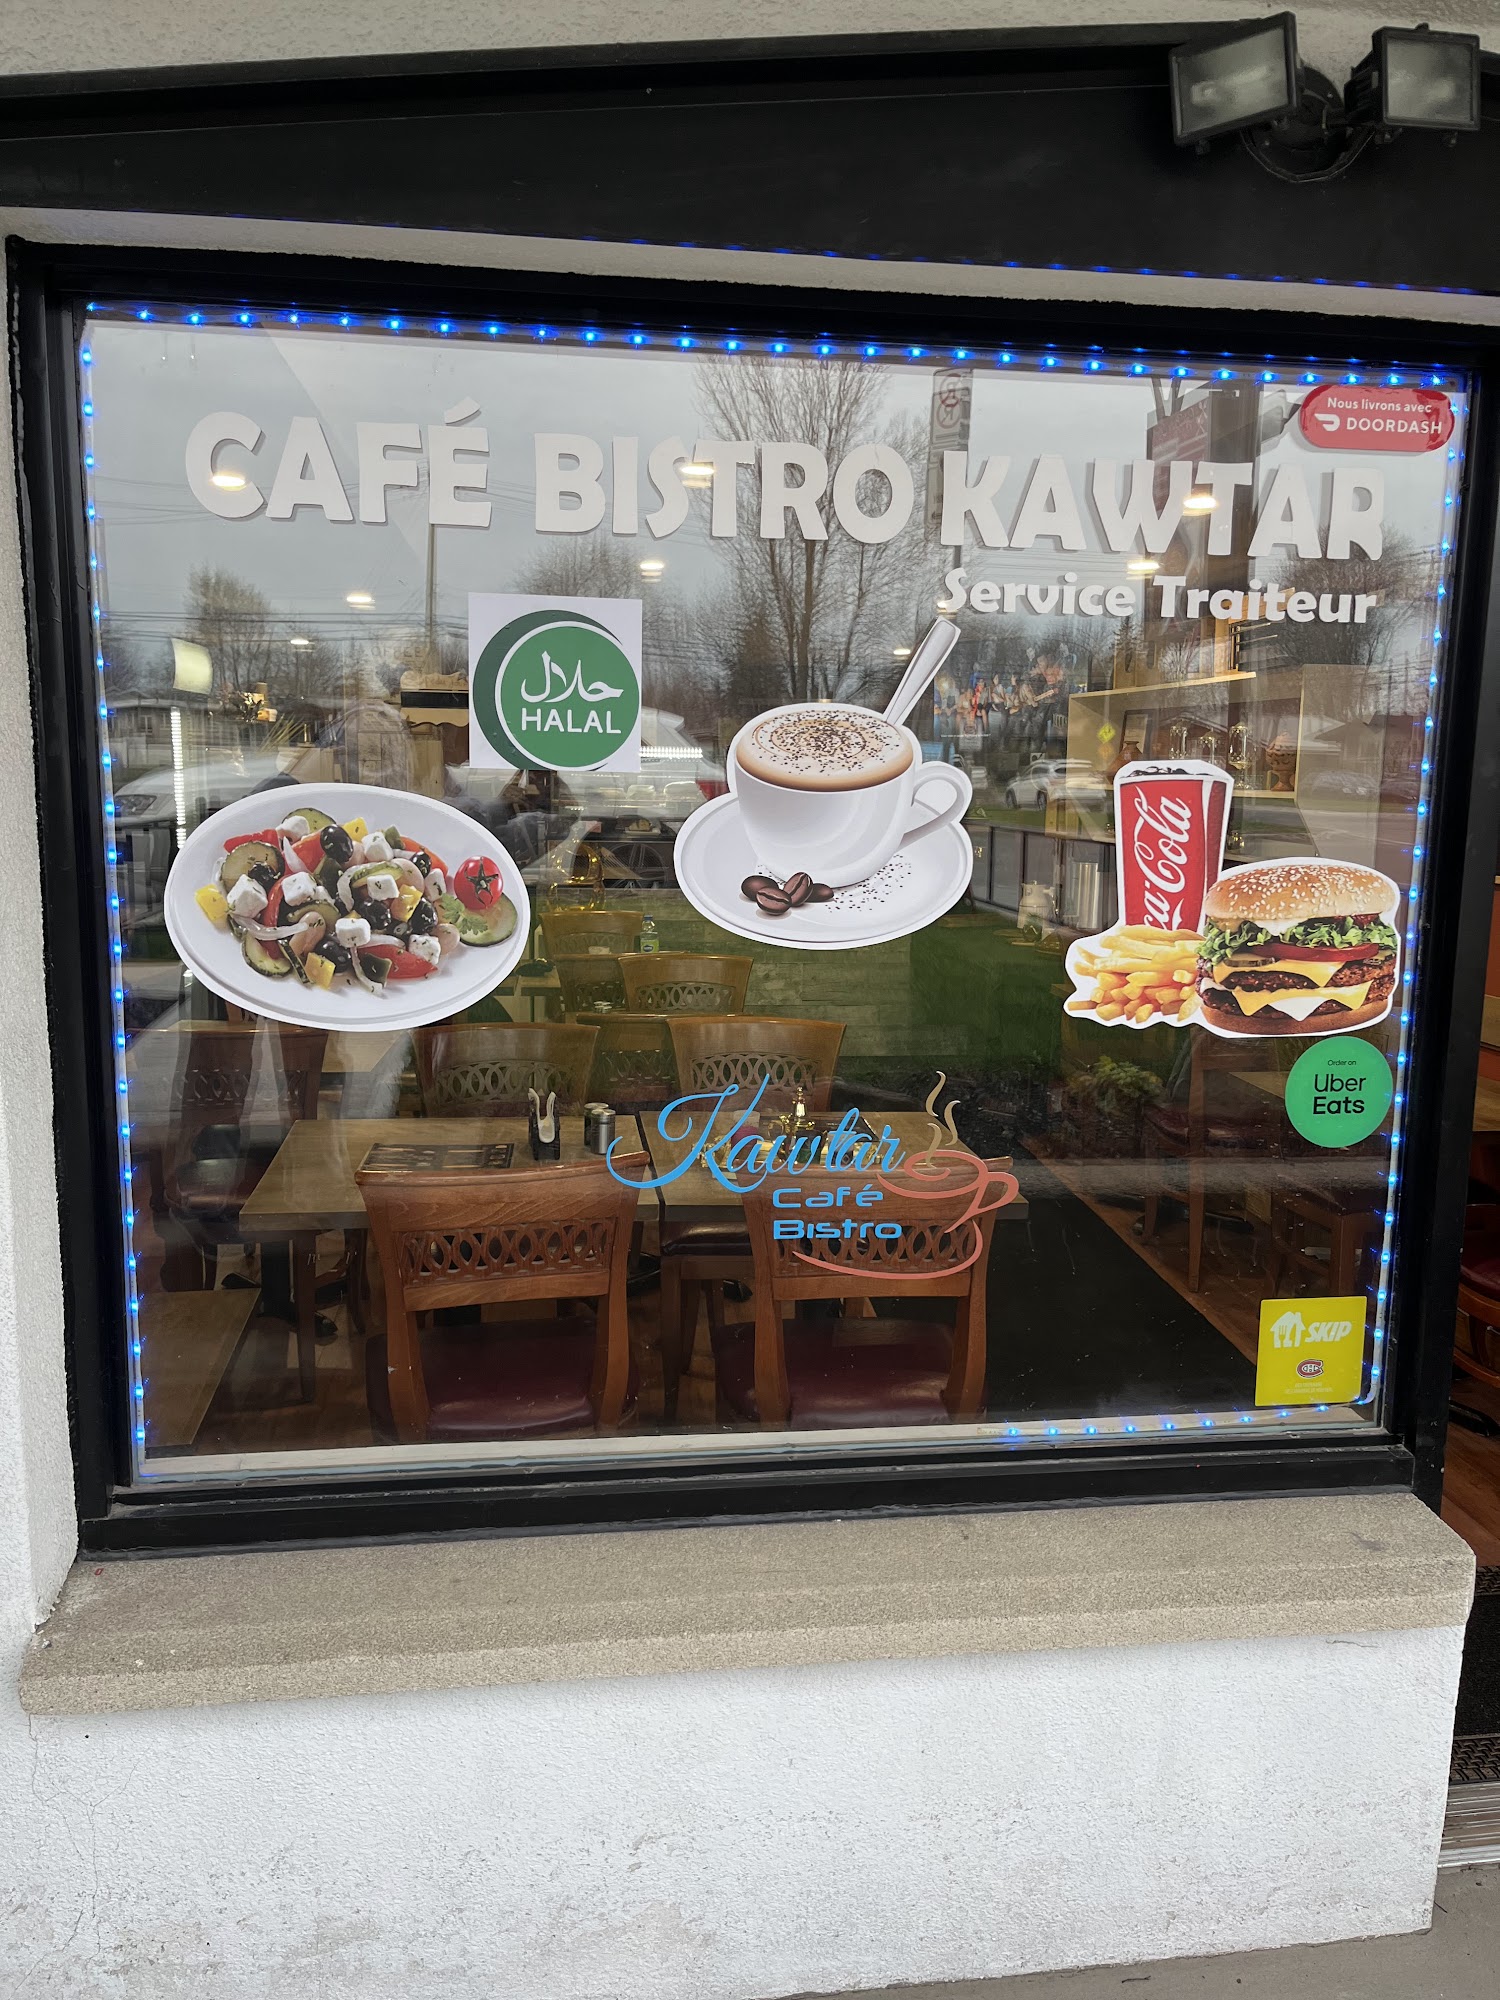 Nous livrons avec
DOORDASH
CAFÉ BISTRO KAWTAR
Service Traiteur
حلال
HALAL
Coca-Cola
Order on
Uber
Eats
Kawtar
Café
Bistro
SKIP